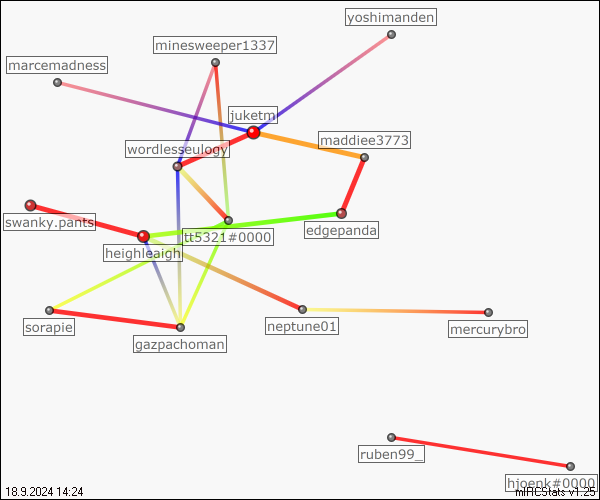 yoshimanden
minesweeper1337
marcemadness
juketm
maddiee3773
wordlesseulogy
swanky.pants
edgepanda
tt5321#0000
heighleaigh
sorapie
neptune01
mercurybro
gazpachoman
ruben99_
hjoenk#0000
18.9.2024 14:24
mIRCStats v1.25